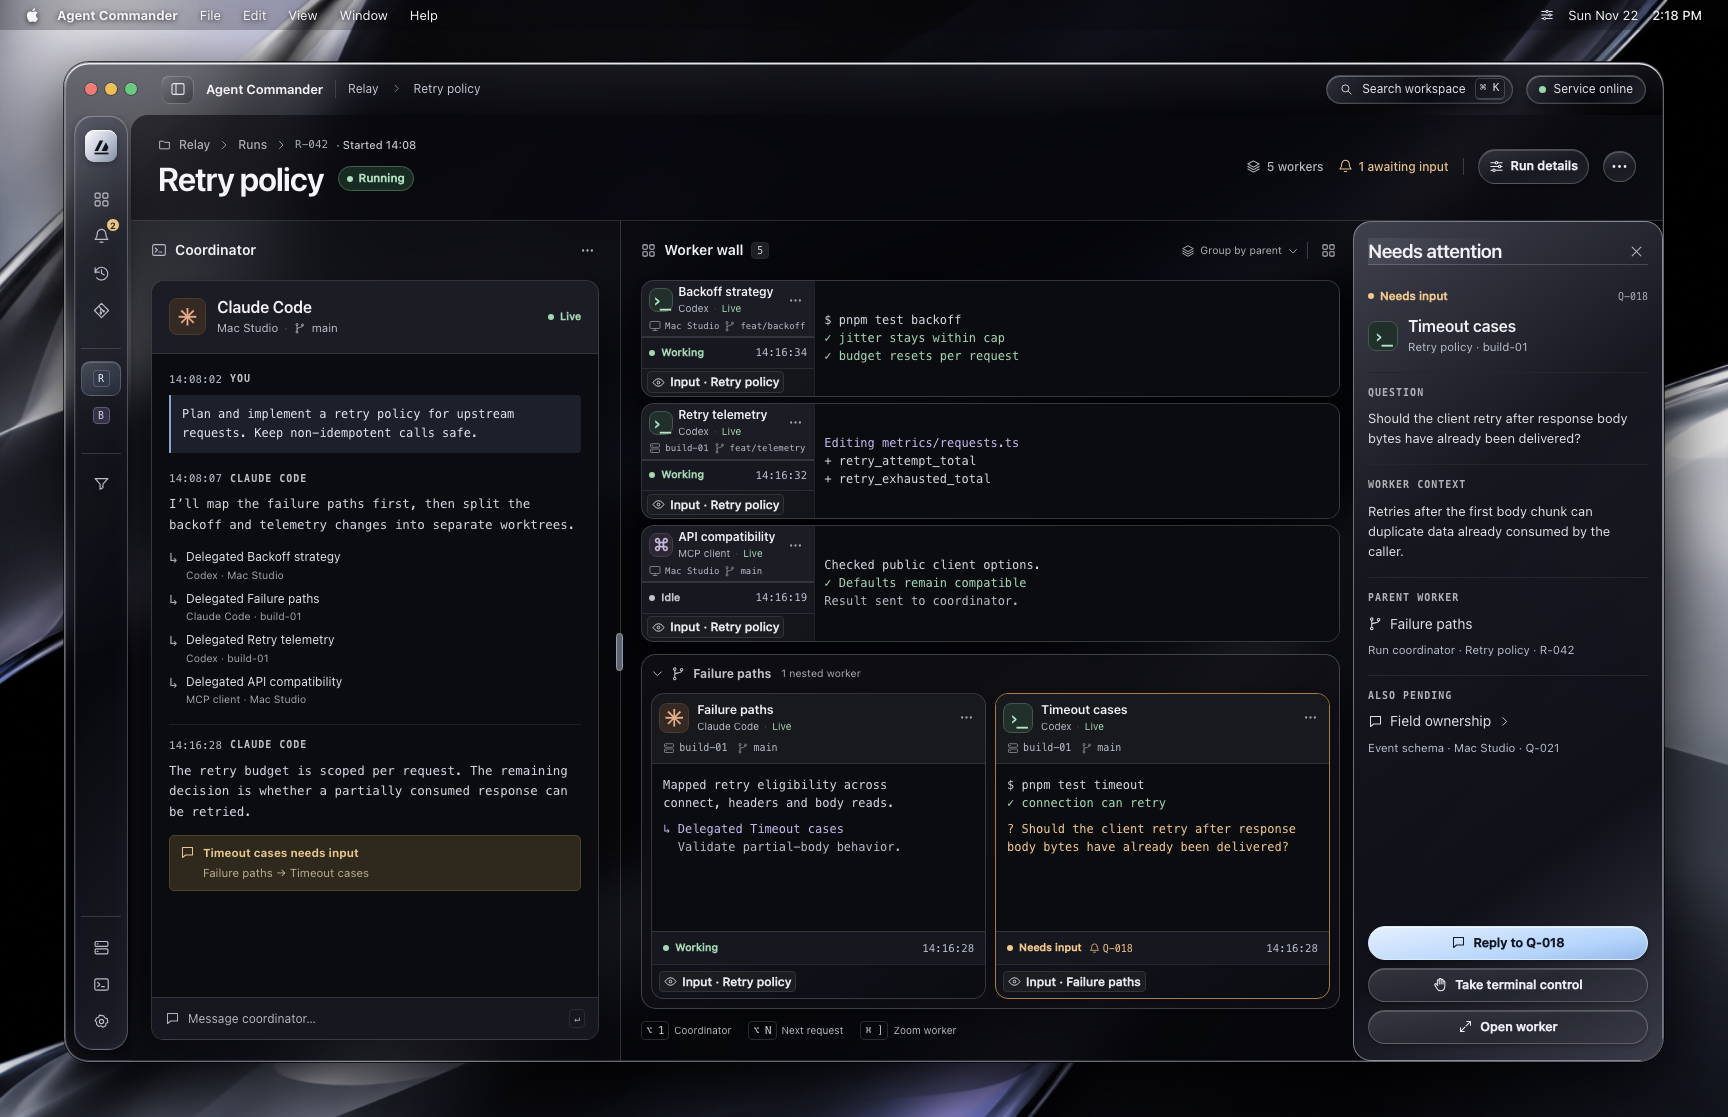 Agent Commander File Edit View Window Help
Sun Nov 22 2:18 PM
Agent Commander Relay > Retry policy
Search workspace ⌘ K
Service online
Relay > Runs > R-042 · Started 14:08
Retry policy
Running
5 workers
1 awaiting input
Run details
2
R
B
Coordinator
Claude Code
Mac Studio · main
Live
14:08:02 YOU
Plan and implement a retry policy for upstream
requests. Keep non-idempotent calls safe.
14:08:07 CLAUDE CODE
I'll map the failure paths first, then split the
backoff and telemetry changes into separate worktrees.
↳ Delegated Backoff strategy
Codex · Mac Studio
↳ Delegated Failure paths
Claude Code · build-01
↳ Delegated Retry telemetry
Codex · build-01
↳ Delegated API compatibility
MCP client · Mac Studio
14:16:28 CLAUDE CODE
The retry budget is scoped per request. The remaining
decision is whether a partially consumed response can
be retried.
Timeout cases needs input
Failure paths → Timeout cases
Message coordinator... ↵
Worker wall 5
Group by parent
Backoff strategy
Codex · Live
Mac Studio feat/backoff
Working 14:16:34
Input · Retry policy
$ pnpm test backoff
✓ jitter stays within cap
✓ budget resets per request
Retry telemetry
Codex · Live
build-01 feat/telemetry
Working 14:16:32
Input · Retry policy
Editing metrics/requests.ts
+ retry_attempt_total
+ retry_exhausted_total
API compatibility
MCP client · Live
Mac Studio main
Idle 14:16:19
Input · Retry policy
Checked public client options.
✓ Defaults remain compatible
Result sent to coordinator.
Failure paths 1 nested worker
Failure paths
Claude Code · Live
build-01 main
Mapped retry eligibility across
connect, headers and body reads.
↳ Delegated Timeout cases
Validate partial-body behavior.
Working 14:16:28
Input · Retry policy
Timeout cases
Codex · Live
build-01 main
$ pnpm test timeout
✓ connection can retry
? Should the client retry after response
body bytes have already been delivered?
Needs input Q-018 14:16:28
Input · Failure paths
⌥ 1 Coordinator ⌥ N Next request ⌘ ] Zoom worker
Needs attention
Needs input Q-018
Timeout cases
Retry policy · build-01
QUESTION
Should the client retry after response body
bytes have already been delivered?
WORKER CONTEXT
Retries after the first body chunk can
duplicate data already consumed by the
caller.
PARENT WORKER
Failure paths
Run coordinator · Retry policy · R-042
ALSO PENDING
Field ownership >
Event schema · Mac Studio · Q-021
Reply to Q-018
Take terminal control
Open worker